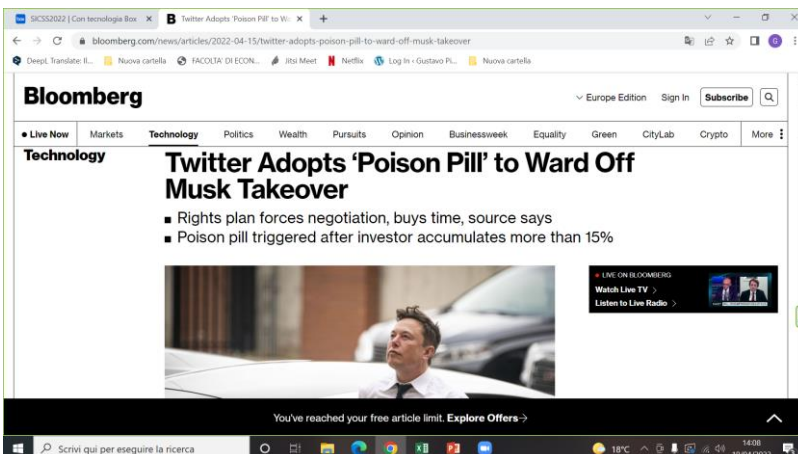 SICSS2022 | Con tecnologia Box
Twitter Adopts 'Poison Pill' to Wa
bloomberg.com/news/articles/2022-04-15/twitter-adopts-poison-pill-to-ward-off-musk-takeover
DeepL Translate: Il... Nuova cartella FACOLTA' DI ECON... Jitsi Meet Netflix Log In ‹ Gustavo Pi... Nuova cartella
Bloomberg
Europe Edition Sign In Subscribe
Live Now Markets Technology Politics Wealth Pursuits Opinion Businessweek Equality Green CityLab Crypto More
Technology
Twitter Adopts ‘Poison Pill’ to Ward Off
Musk Takeover
Rights plan forces negotiation, buys time, source says
Poison pill triggered after investor accumulates more than 15%
LIVE ON BLOOMBERG
Watch Live TV
Listen to Live Radio
You've reached your free article limit. Explore Offers
Scrivi qui per eseguire la ricerca
18°C
14:08